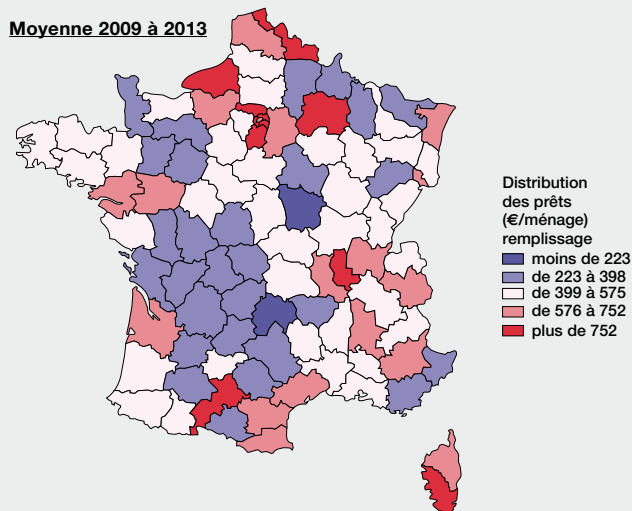 Moyenne 2009 à 2013
Distribution
des prêts
(€/ménage)
remplissage
moins de 223
de 223 à 398
de 399 à 575
de 576 à 752
plus de 752